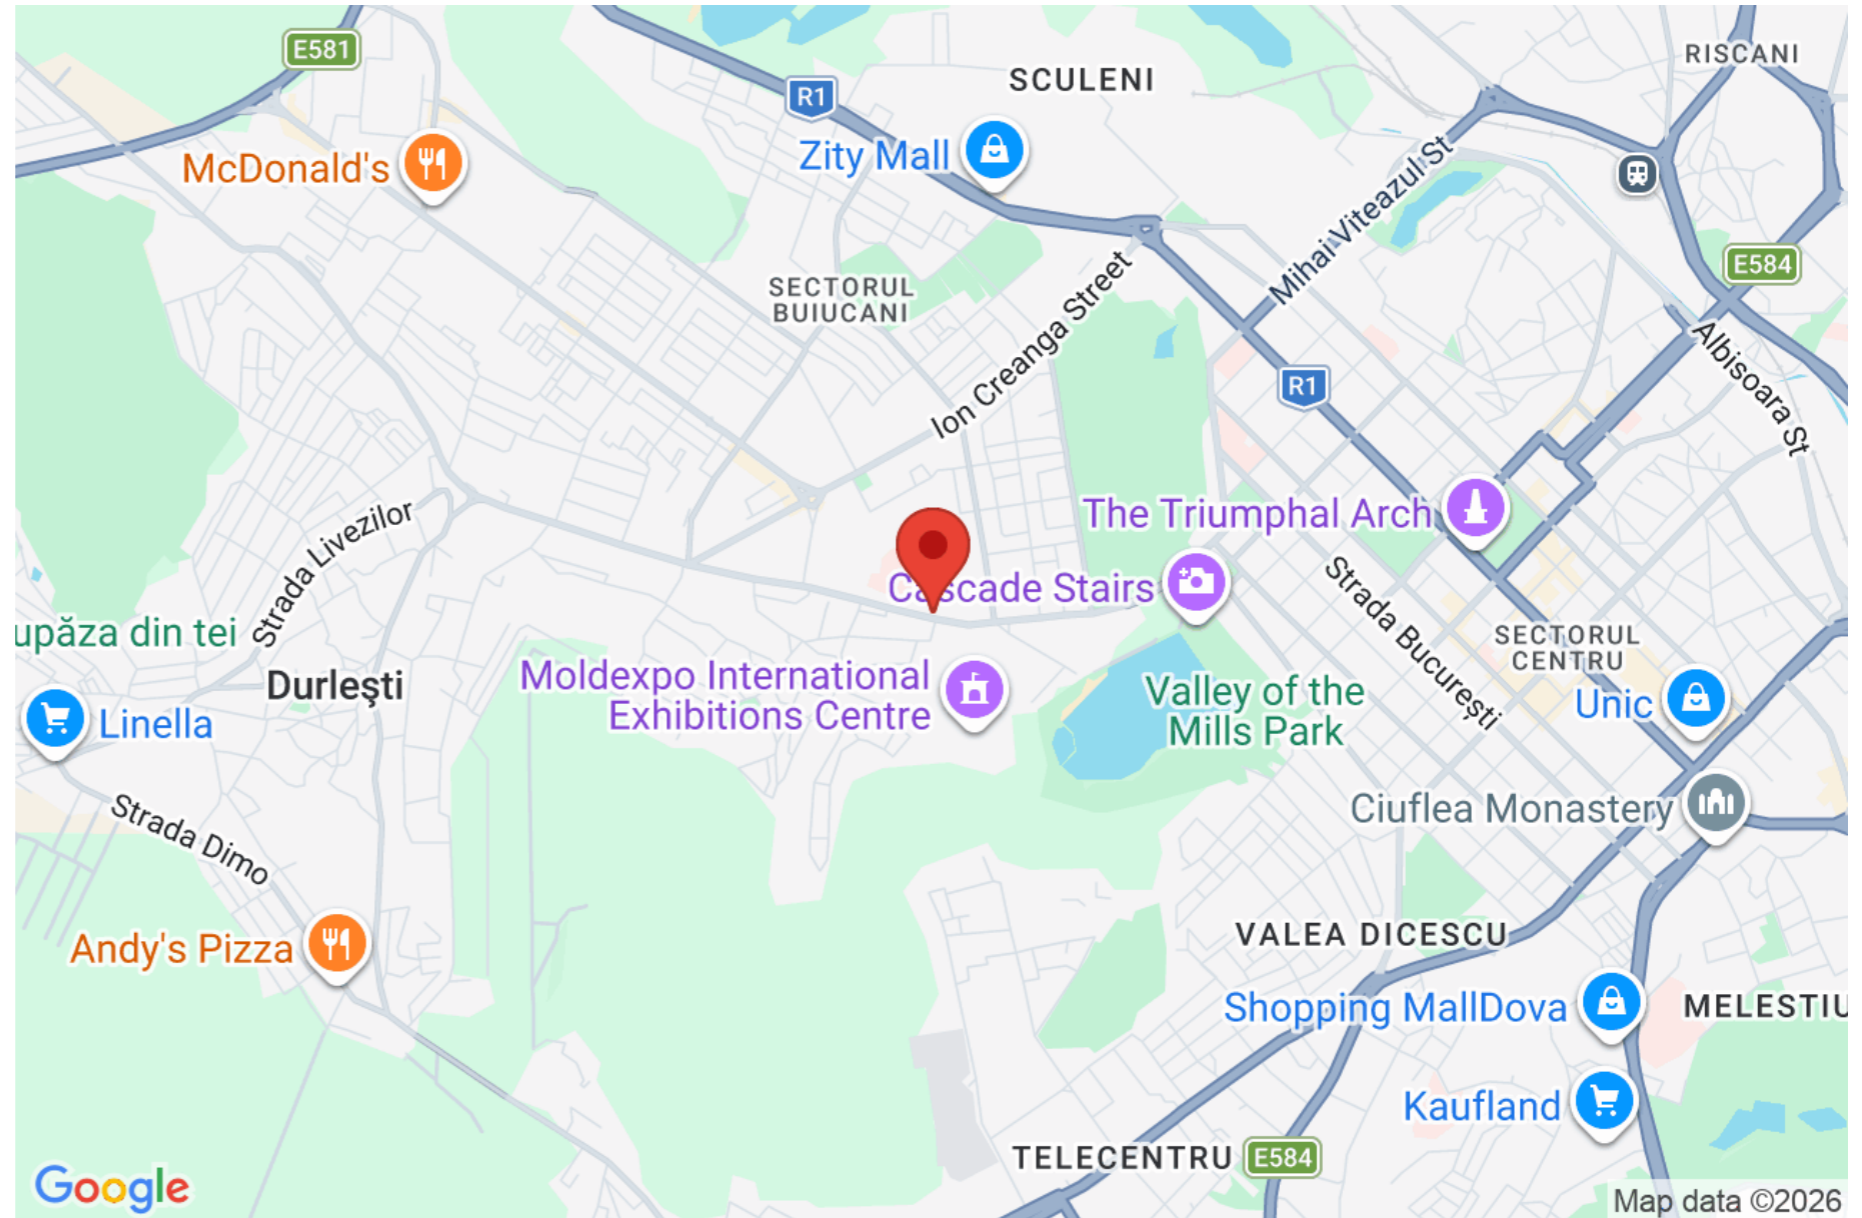 E581
RISCANI
SCULENI
R1
Zity Mall
McDonald's
Mihai Viteazul St
E584
SECTORUL
BUIUCANI
Ion Creanga Street
Albisoara St
R1
The Triumphal Arch
Strada Livezilor
Cascade Stairs
Strada București
upăza din tei
SECTORUL
CENTRU
Durleşti
Moldexpo International
Exhibitions Centre
Valley of the
Mills Park
Unic
Linella
Strada Dimo
Ciuflea Monastery
Andy's Pizza
VALEA DICESCU
Shopping MallDova
MELESTIU
Kaufland
TELECENTRU
E584
Google
Map data ©2026